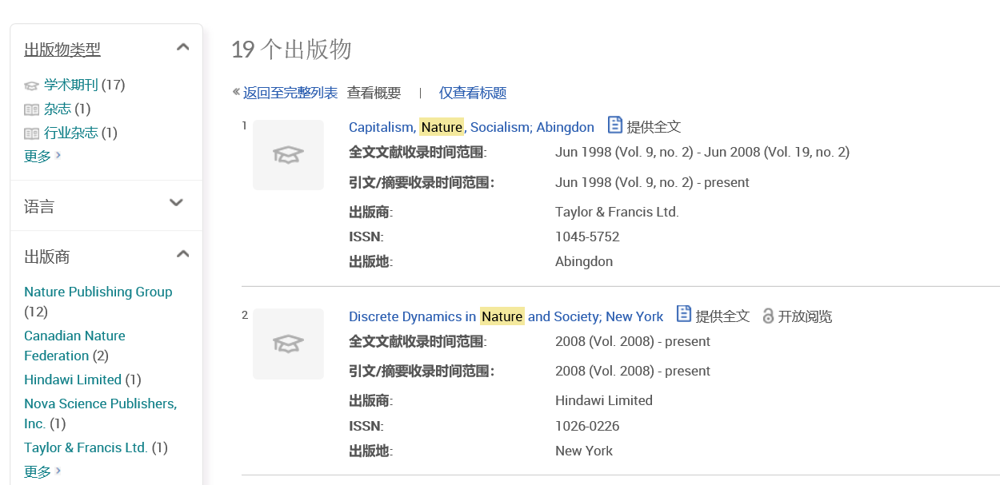 出版物类型
学术期刊 (17)
杂志 (1)
行业杂志 (1)
更多 ›
语言
出版商
Nature Publishing Group
(12)
Canadian Nature
Federation (2)
Hindawi Limited (1)
Nova Science Publishers,
Inc. (1)
Taylor & Francis Ltd. (1)
更多 ›
19 个出版物
« 返回至完整列表 查看概要 | 仅查看标题
1 Capitalism, Nature, Socialism; Abingdon 提供全文
全文文献收录时间范围: Jun 1998 (Vol. 9, no. 2) - Jun 2008 (Vol. 19, no. 2)
引文/摘要收录时间范围: Jun 1998 (Vol. 9, no. 2) - present
出版商: Taylor & Francis Ltd.
ISSN: 1045-5752
出版地: Abingdon
2 Discrete Dynamics in Nature and Society; New York 提供全文 开放阅览
全文文献收录时间范围: 2008 (Vol. 2008) - present
引文/摘要收录时间范围: 2008 (Vol. 2008) - present
出版商: Hindawi Limited
ISSN: 1026-0226
出版地: New York